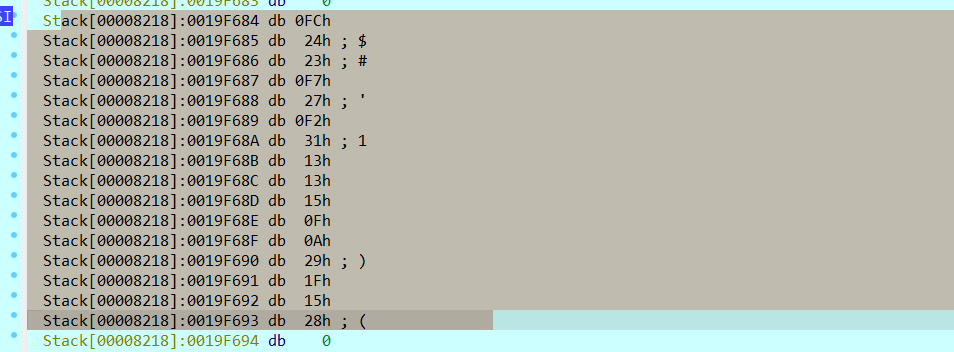 SI
Stack[00008218]:0019F683 db    0
Stack[00008218]:0019F684 db 0FCh
Stack[00008218]:0019F685 db  24h ; $
Stack[00008218]:0019F686 db  23h ; #
Stack[00008218]:0019F687 db 0F7h
Stack[00008218]:0019F688 db  27h ; '
Stack[00008218]:0019F689 db 0F2h
Stack[00008218]:0019F68A db  31h ; 1
Stack[00008218]:0019F68B db  13h
Stack[00008218]:0019F68C db  13h
Stack[00008218]:0019F68D db  15h
Stack[00008218]:0019F68E db  0Fh
Stack[00008218]:0019F68F db  0Ah
Stack[00008218]:0019F690 db  29h ; )
Stack[00008218]:0019F691 db  1Fh
Stack[00008218]:0019F692 db  15h
Stack[00008218]:0019F693 db  28h ; (
Stack[00008218]:0019F694 db    0